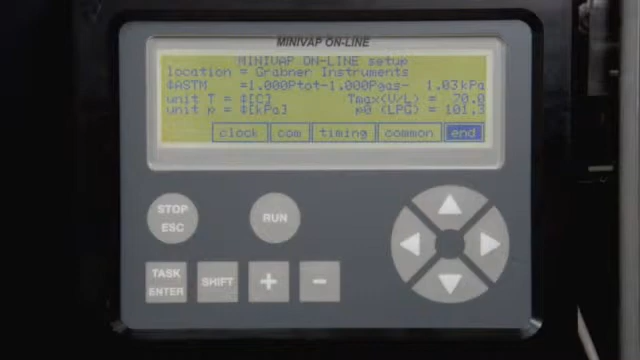 MINIVAP ON-LINE
MINIVAP ON-LINE setup
location = Grabner Instruments
ΦASTM =1.000Ptot-1.000Pgas- 1.03kPa
unit T = Φ[C] Tmax(V/L) = 70.0
unit p = Φ[kPa] p0 (LPG) = 101.3
clock com timing common end
STOP
ESC
RUN
TASK
ENTER
SHIFT
+
-